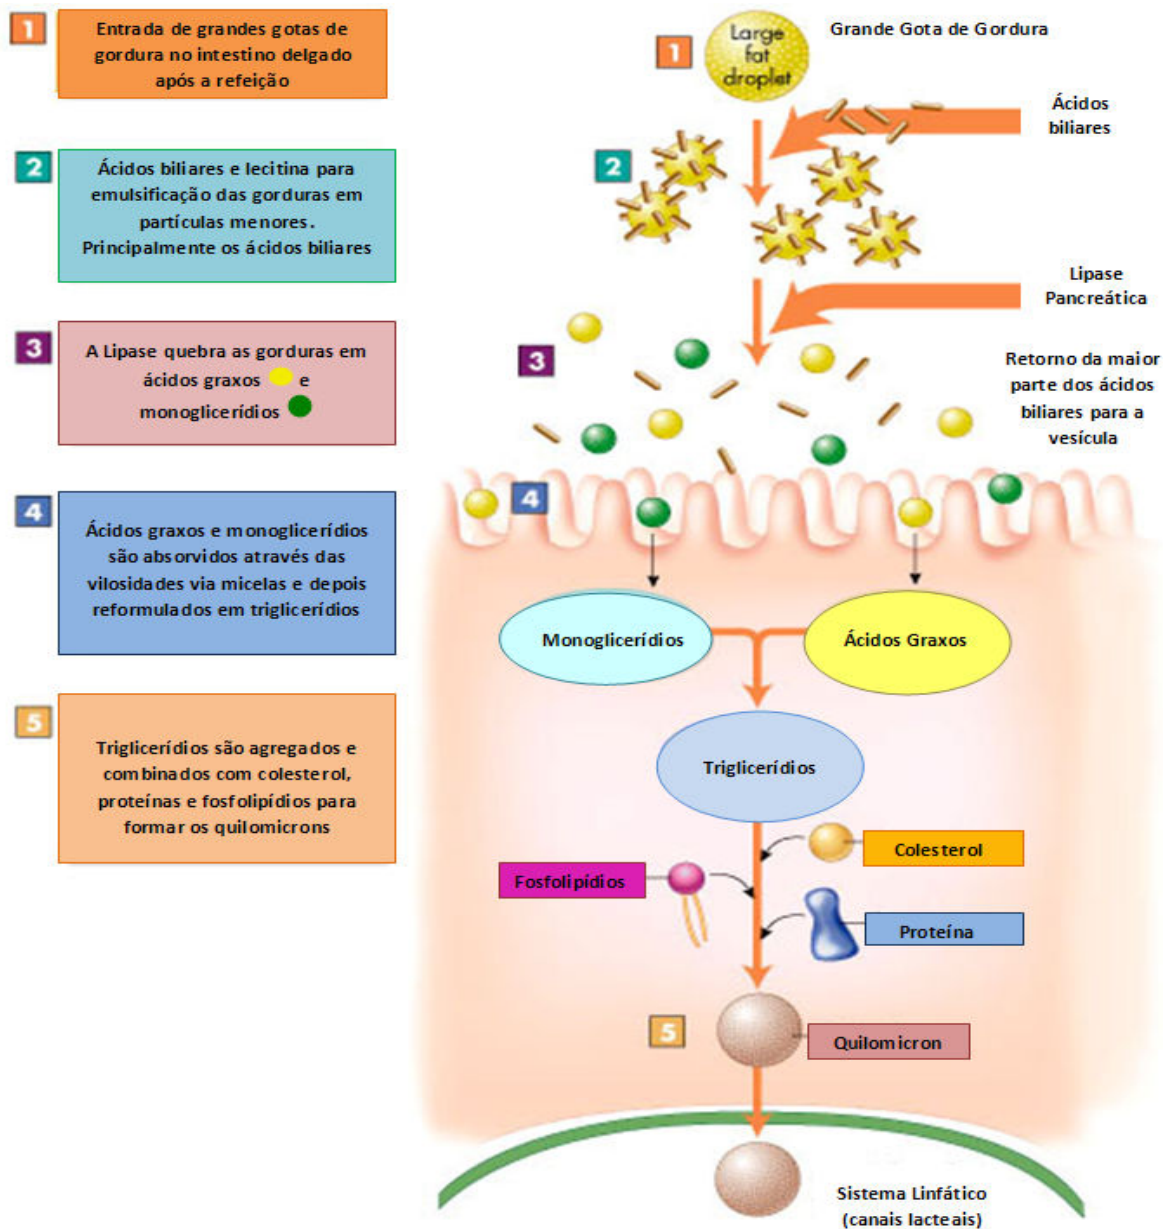 1
Entrada de grandes gotas de
gordura no intestino delgado
após a refeição
2
Ácidos biliares e lecitina para
emulsificação das gorduras em
partículas menores.
Principalmente os ácidos biliares
3
A Lipase quebra as gorduras em
ácidos graxos e
monoglicerídios
4
Ácidos graxos e monoglicerídios
são absorvidos através das
vilosidades via micelas e depois
reformulados em triglicerídios
5
Triglicerídios são agregados e
combinados com colesterol,
proteínas e fosfolipídios para
formar os quilomicrons
1
Large
fat
droplet
Grande Gota de Gordura
Ácidos
biliares
2
Lipase
Pancreática
3
Retorno da maior
parte dos ácidos
biliares para a
vesícula
4
Monoglicerídios
Ácidos Graxos
Triglicerídios
Colesterol
Fosfolipídios
Proteína
5
Quilomicron
Sistema Linfático
(canais lacteais)